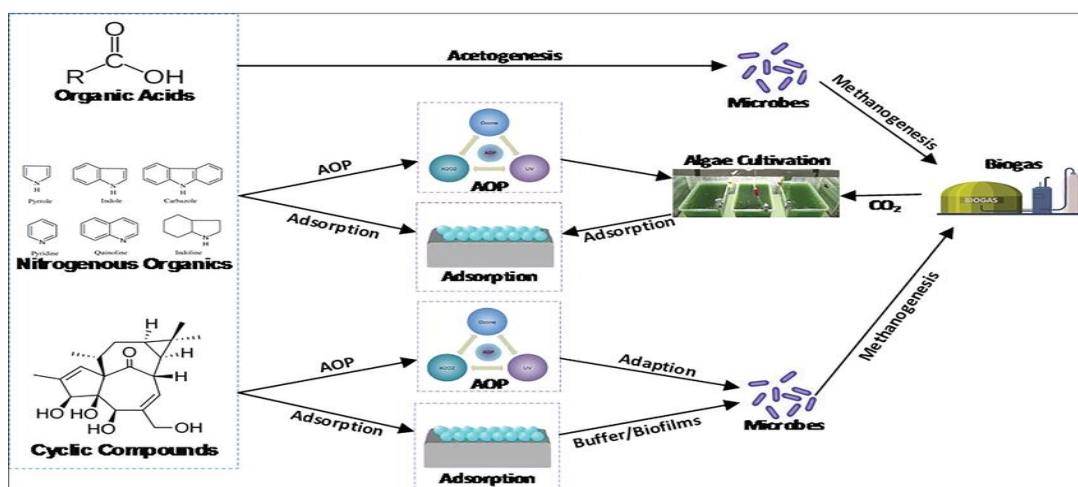 O
R
C
OH
Organic Acids
Acetogenesis
Microbes
Methanogenesis
Ozone
H2O2
AOP
UV
AOP
AOP
Algae Cultivation
Biogas
BIOGAS
CO₂
N
H
Pyrrole
N
H
Indole
N
H
Carbazole
N
Pyridine
N
Quinoline
N
H
Indoline
Nitrogenous Organics
Adsorption
Adsorption
Adsorption
Ozone
H2O2
AOP
UV
AOP
AOP
Adaption
Methanogenesis
H
O
H
H
HO
HO
HO
OH
Cyclic Compounds
Adsorption
Adsorption
Buffer/Biofilms
Microbes